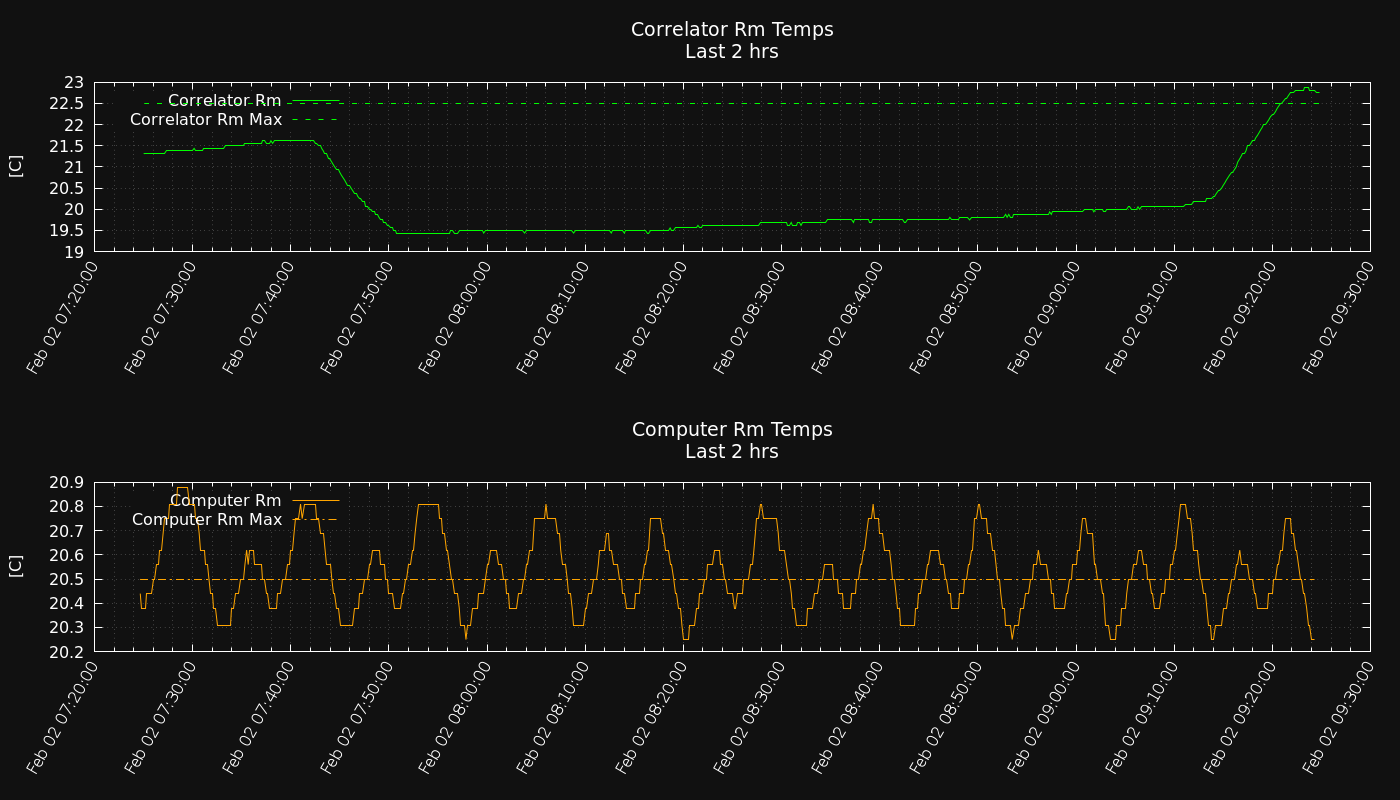 Correlator Rm Temps
Last 2 hrs
23
22.5
22
21.5
21
20.5
20
19.5
19
[C]
Correlator Rm
Correlator Rm Max
Feb 02 07:20:00
Feb 02 07:30:00
Feb 02 07:40:00
Feb 02 07:50:00
Feb 02 08:00:00
Feb 02 08:10:00
Feb 02 08:20:00
Feb 02 08:30:00
Feb 02 08:40:00
Feb 02 08:50:00
Feb 02 09:00:00
Feb 02 09:10:00
Feb 02 09:20:00
Feb 02 09:30:00
Computer Rm Temps
Last 2 hrs
20.9
20.8
20.7
20.6
20.5
20.4
20.3
20.2
[C]
Computer Rm
Computer Rm Max
Feb 02 07:20:00
Feb 02 07:30:00
Feb 02 07:40:00
Feb 02 07:50:00
Feb 02 08:00:00
Feb 02 08:10:00
Feb 02 08:20:00
Feb 02 08:30:00
Feb 02 08:40:00
Feb 02 08:50:00
Feb 02 09:00:00
Feb 02 09:10:00
Feb 02 09:20:00
Feb 02 09:30:00